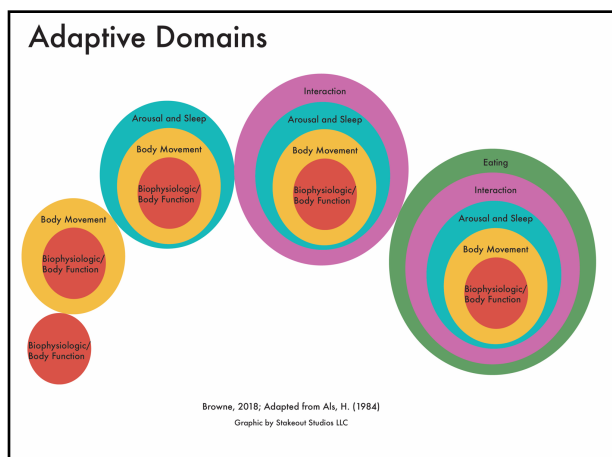 Adaptive Domains
Biophysiologic/
Body Function
Body Movement
Biophysiologic/
Body Function
Arousal and Sleep
Body Movement
Biophysiologic/
Body Function
Interaction
Arousal and Sleep
Body Movement
Biophysiologic/
Body Function
Eating
Interaction
Arousal and Sleep
Body Movement
Biophysiologic/
Body Function
Browne, 2018; Adapted from Als, H. (1984)
Graphic by Stakeout Studios LLC